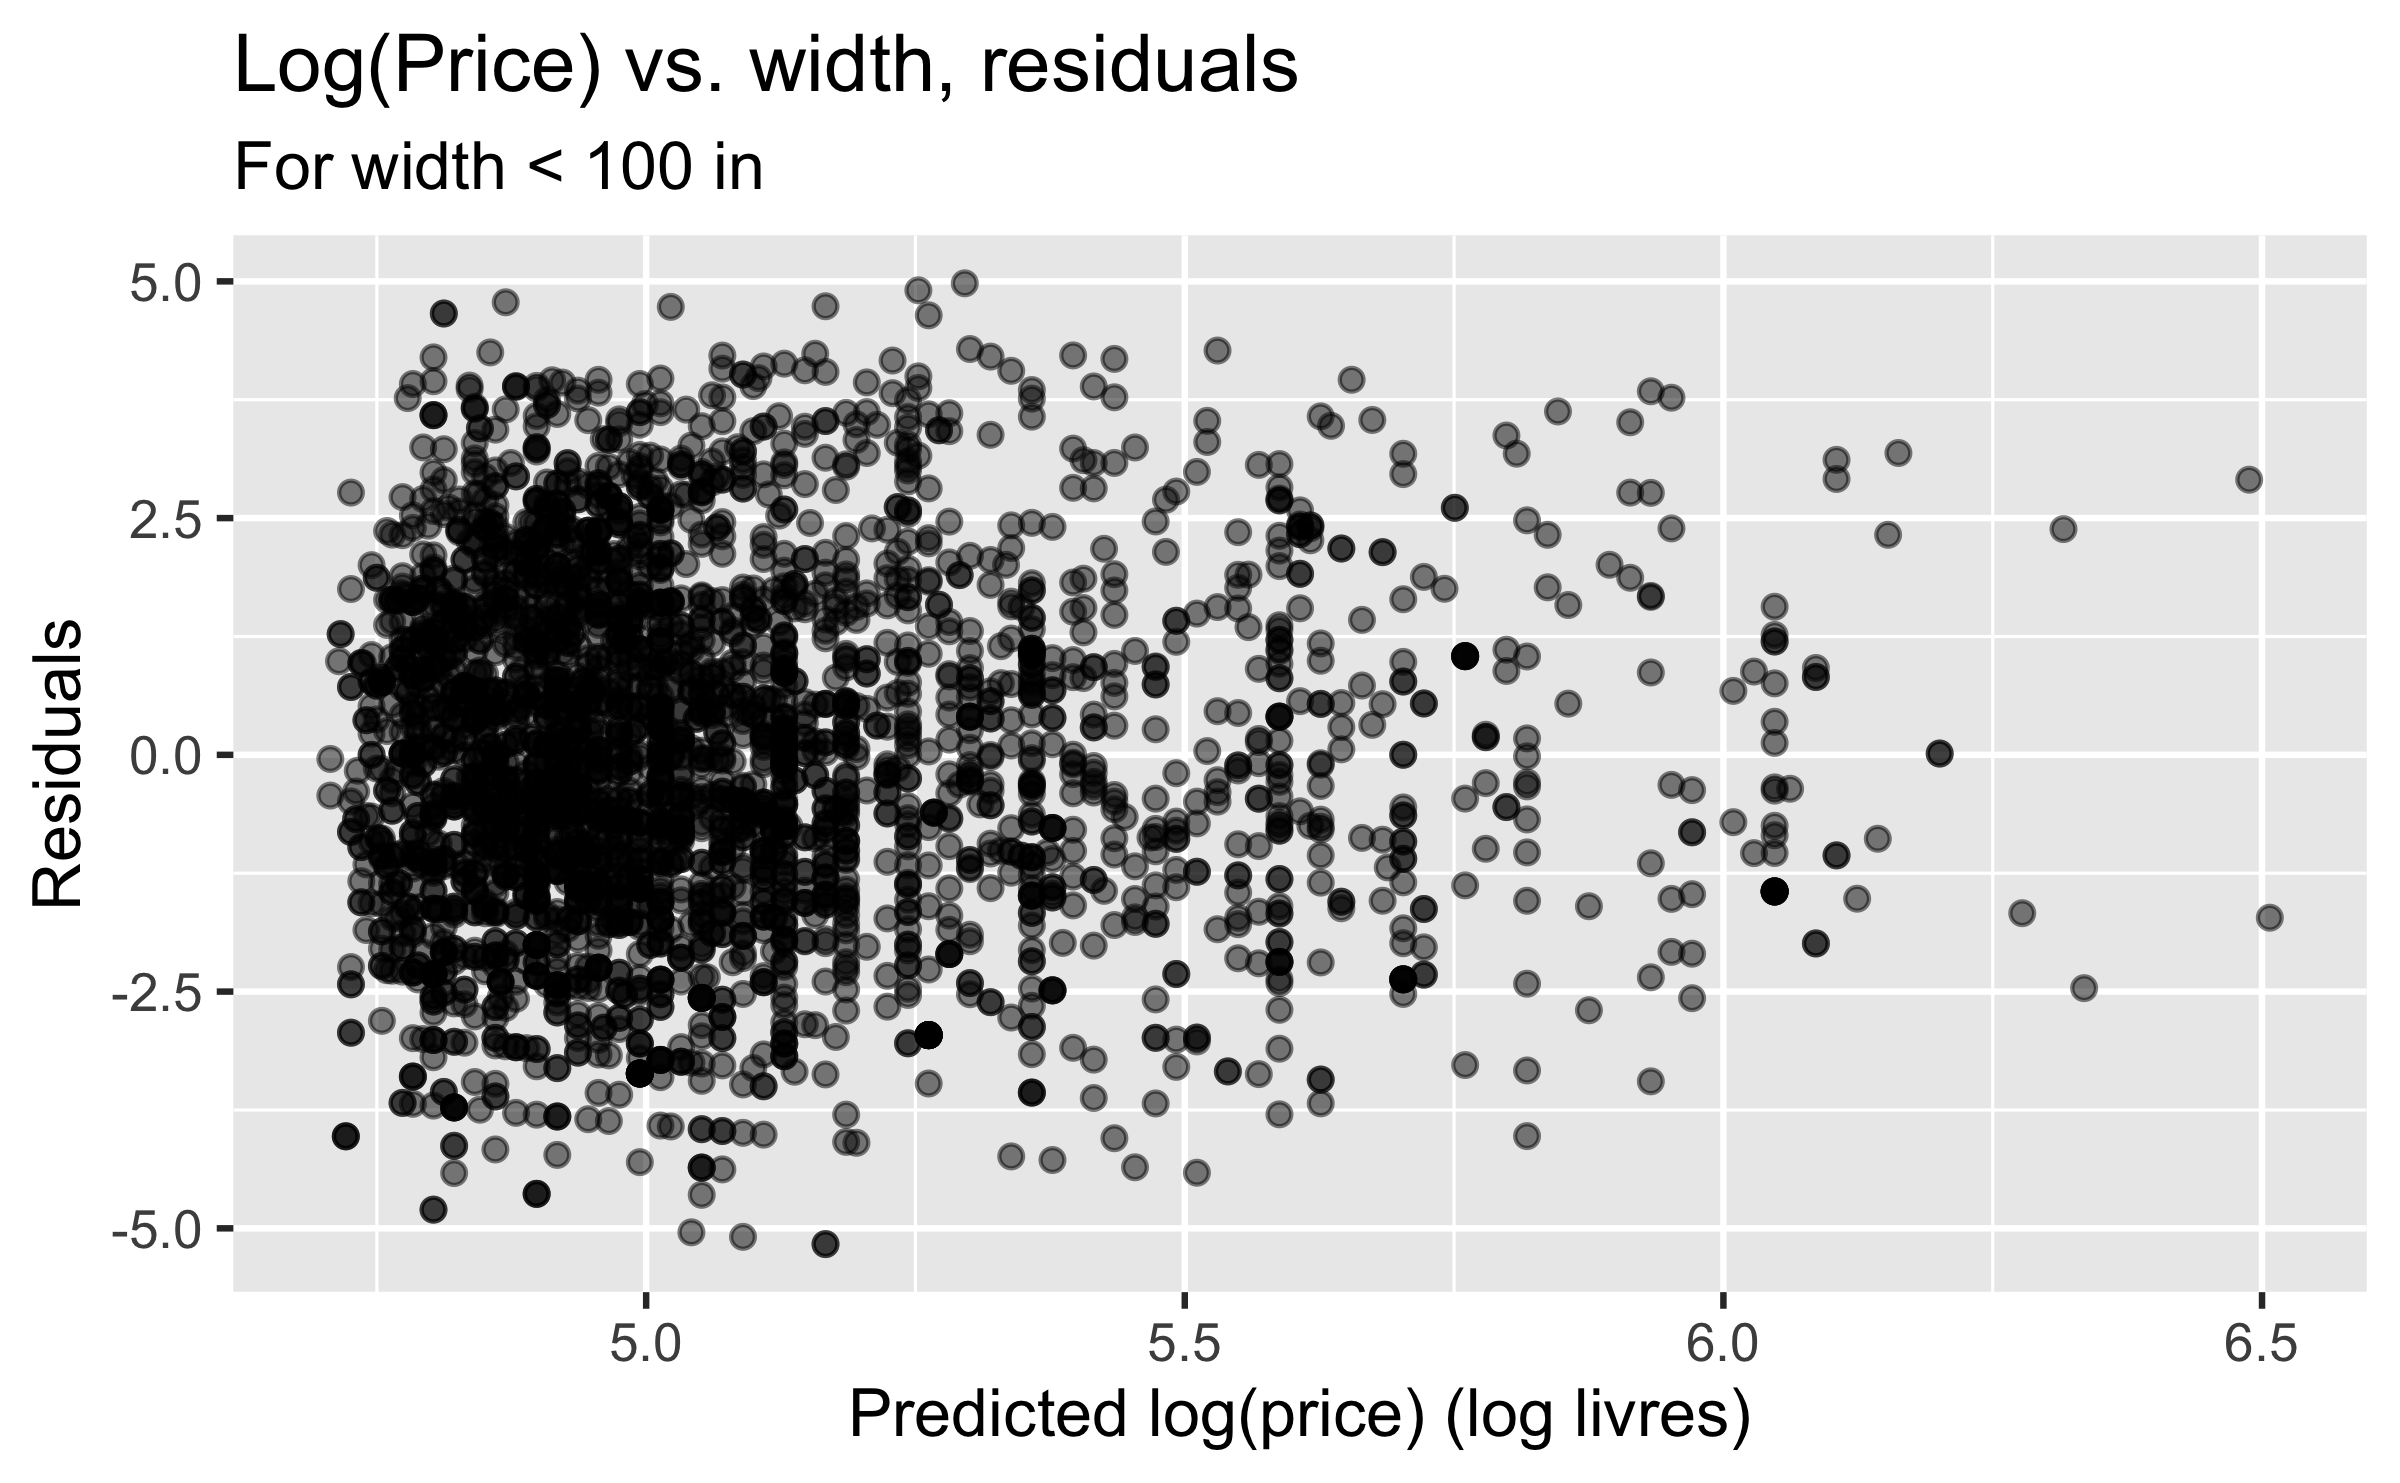 Log(Price) vs. width, residuals
For width < 100 in
5.0
2.5
0.0
-2.5
-5.0
Residuals
5.0 5.5 6.0 6.5
Predicted log(price) (log livres)